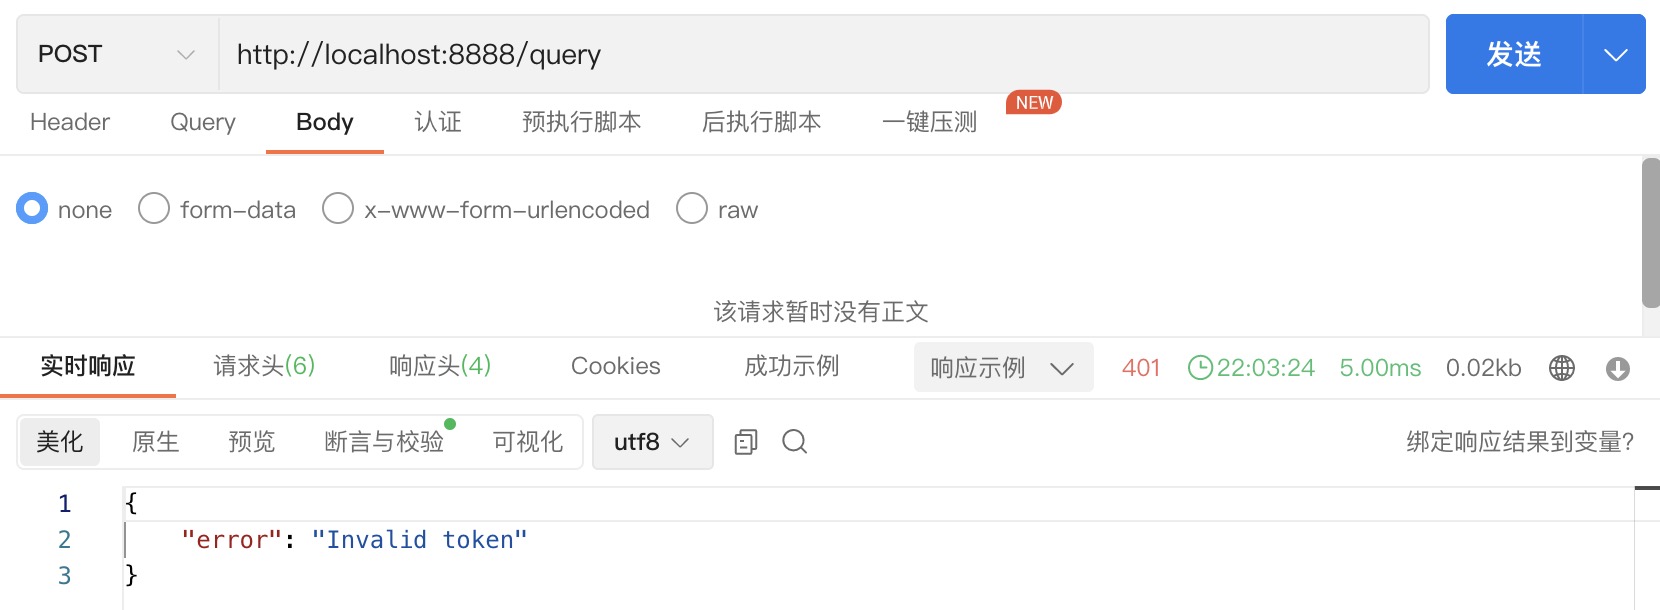 POST http://localhost:8888/query 发送
Header Query Body 认证 预执行脚本 后执行脚本 一键压测 NEW
none form-data x-www-form-urlencoded raw
该请求暂时没有正文
实时响应 请求头(6) 响应头(4) Cookies 成功示例 响应示例 401 22:03:24 5.00ms 0.02kb
美化 原生 预览 断言与校验 可视化 utf8 绑定响应结果到变量?
1 {
2 "error": "Invalid token"
3 }